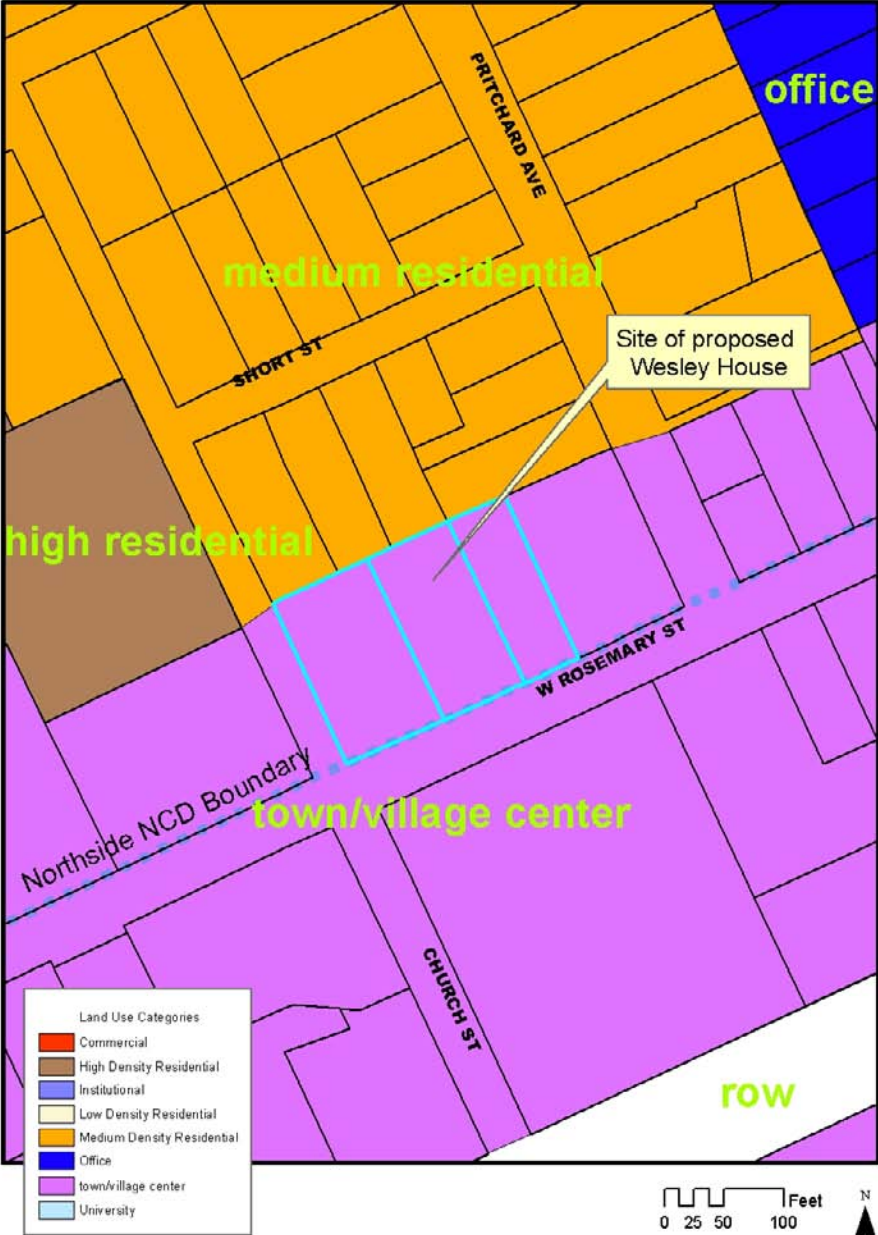 PRITCHARD AVE
office
medium residential
SHORT ST
Site of proposed
Wesley House
high residential
W ROSEMARY ST
Northside NCD Boundary
town/village center
CHURCH ST
row
Land Use Categories
Commercial
High Density Residential
Institutional
Low Density Residential
Medium Density Residential
Office
town/village center
University
Feet
0 25 50 100
N